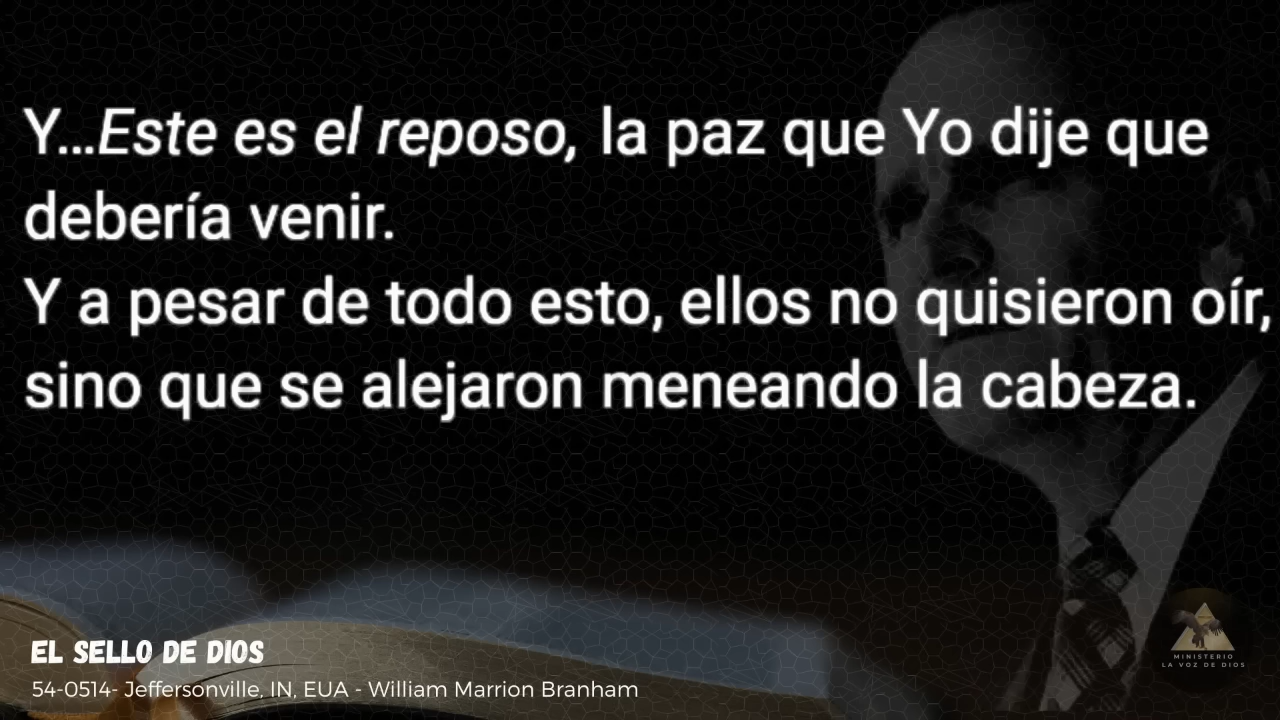 Y...Este es el reposo, la paz que Yo dije que
debería venir.
Y a pesar de todo esto, ellos no quisieron oír,
sino que se alejaron meneando la cabeza.
EL SELLO DE DIOS
54-0514- Jeffersonville, IN, EUA - William Marrion Branham
MINISTERIO
LA VOZ DE DIOS